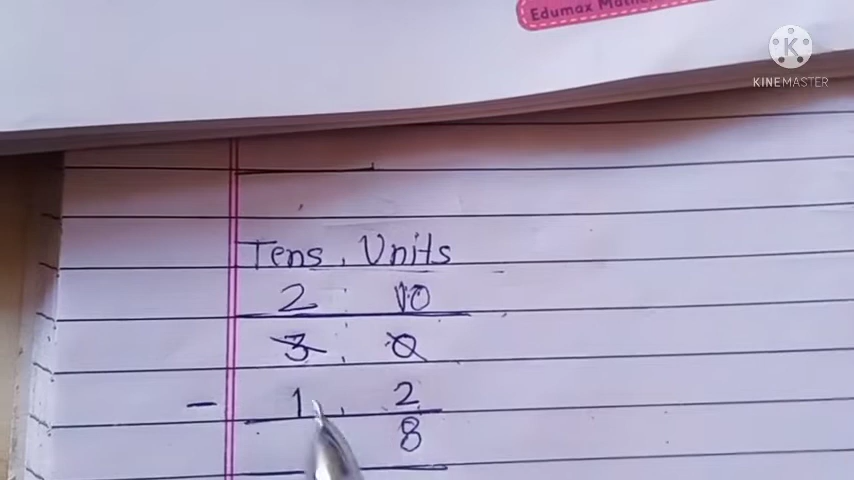 Edumax
KINEMASTER
Tens . Units
2 : 10
3 . 0
- 1 . 2
8